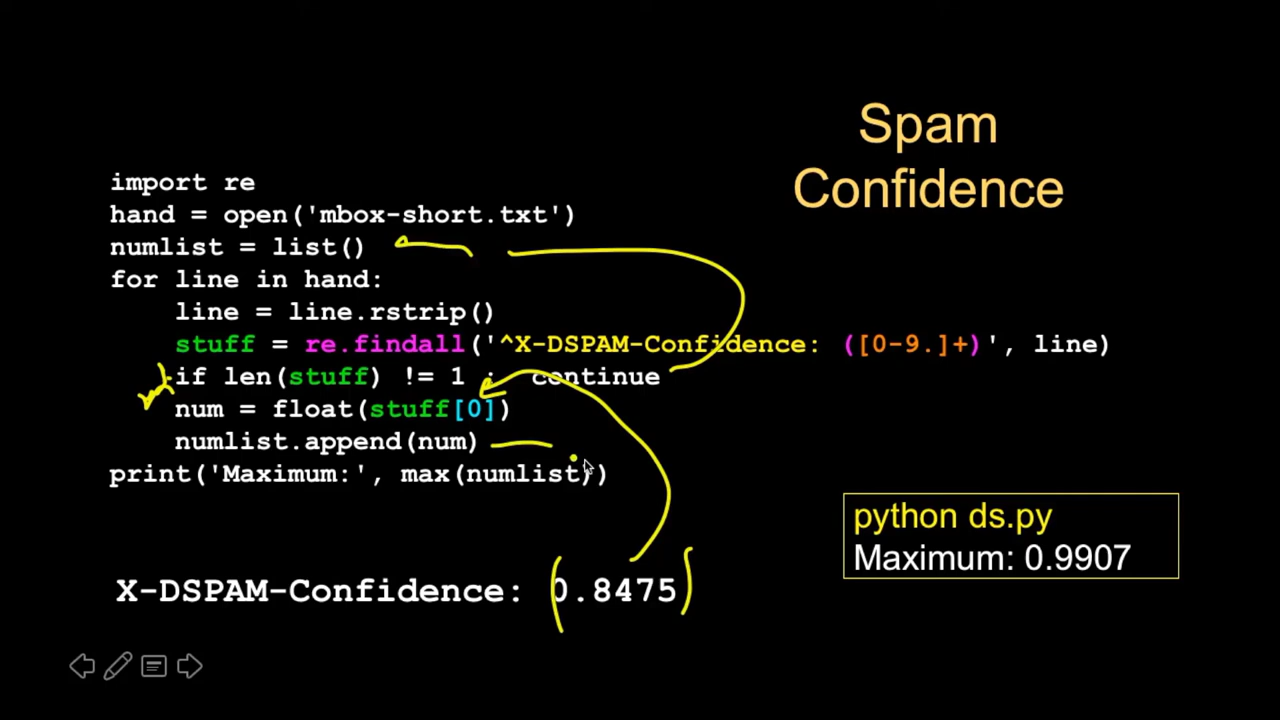 Spam
Confidence
import re
hand = open('mbox-short.txt')
numlist = list()
for line in hand:
    line = line.rstrip()
    stuff = re.findall('^X-DSPAM-Confidence: ([0-9.]+)', line)
    if len(stuff) != 1 :  continue
    num = float(stuff[0])
    numlist.append(num)
print('Maximum:', max(numlist))
python ds.py
Maximum: 0.9907
X-DSPAM-Confidence: 0.8475